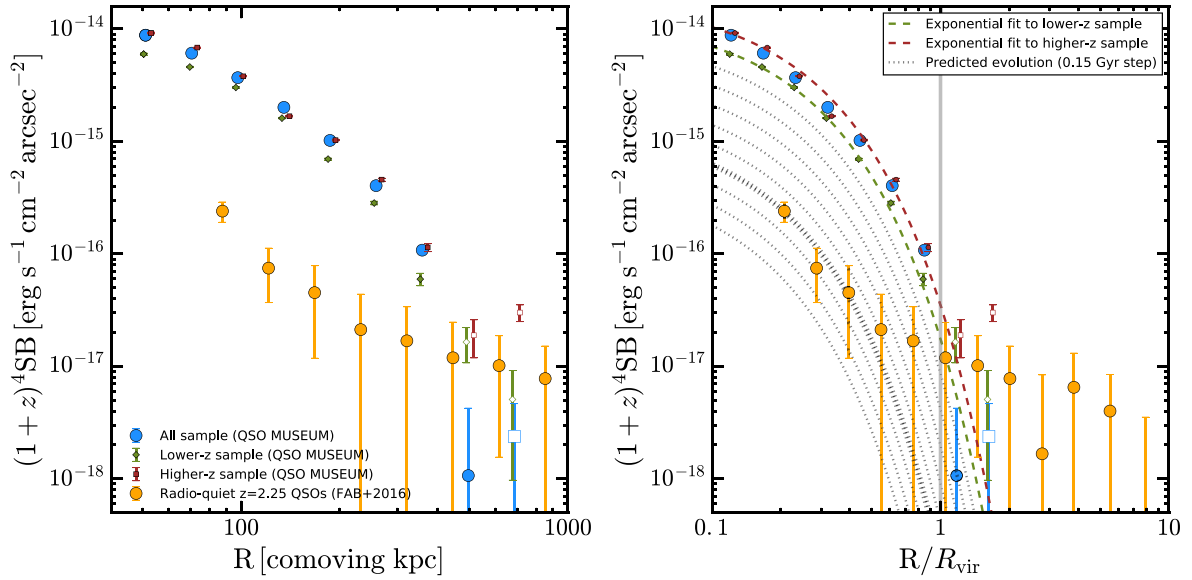 10⁻¹⁴
10⁻¹⁵
10⁻¹⁶
10⁻¹⁷
10⁻¹⁸
(1 + z)⁴SB [erg s⁻¹ cm⁻² arcsec⁻²]
All sample (QSO MUSEUM)
Lower-z sample (QSO MUSEUM)
Higher-z sample (QSO MUSEUM)
Radio-quiet z=2.25 QSOs (FAB+2016)
100
1000
R [comoving kpc]
Exponential fit to lower-z sample
Exponential fit to higher-z sample
Predicted evolution (0.15 Gyr step)
10⁻¹⁴
10⁻¹⁵
10⁻¹⁶
10⁻¹⁷
10⁻¹⁸
(1 + z)⁴SB [erg s⁻¹ cm⁻² arcsec⁻²]
0.1
1
10
R/R_vir